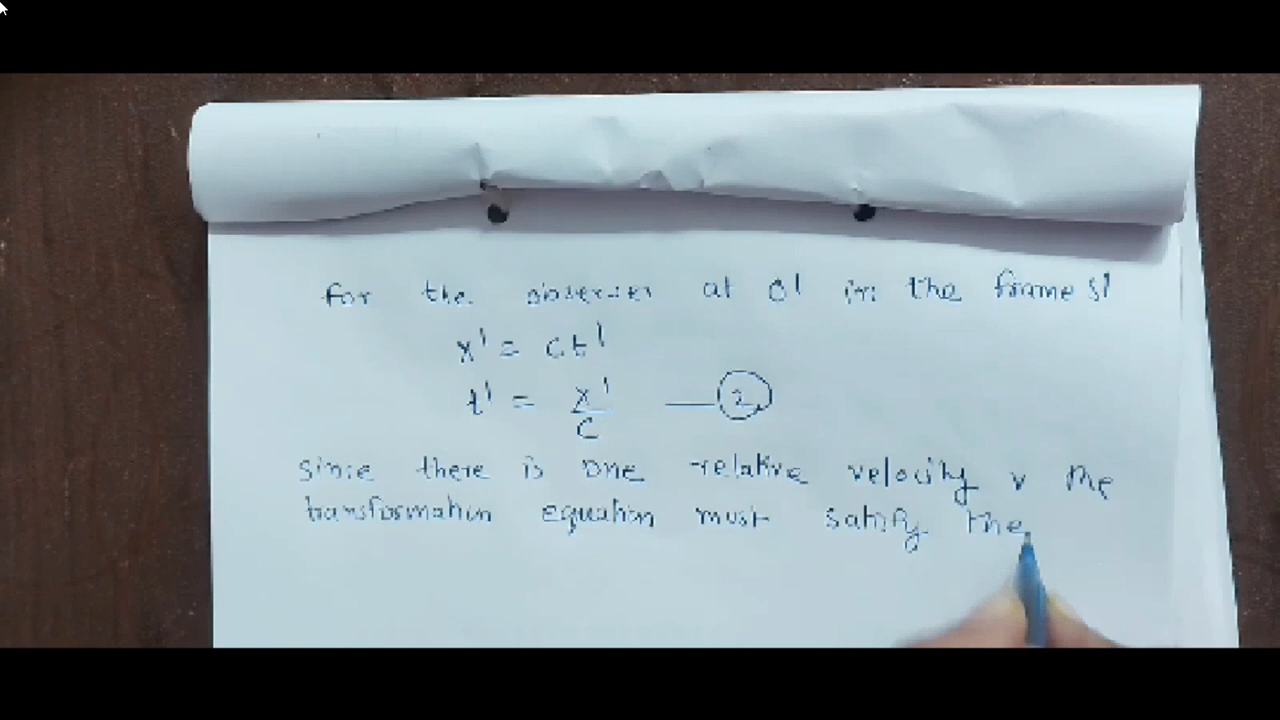 for the observer at O' in the frame S'
x' = ct'
t' = x'/c — 2
since there is one relative velocity v the
transformation equation must satisfy the